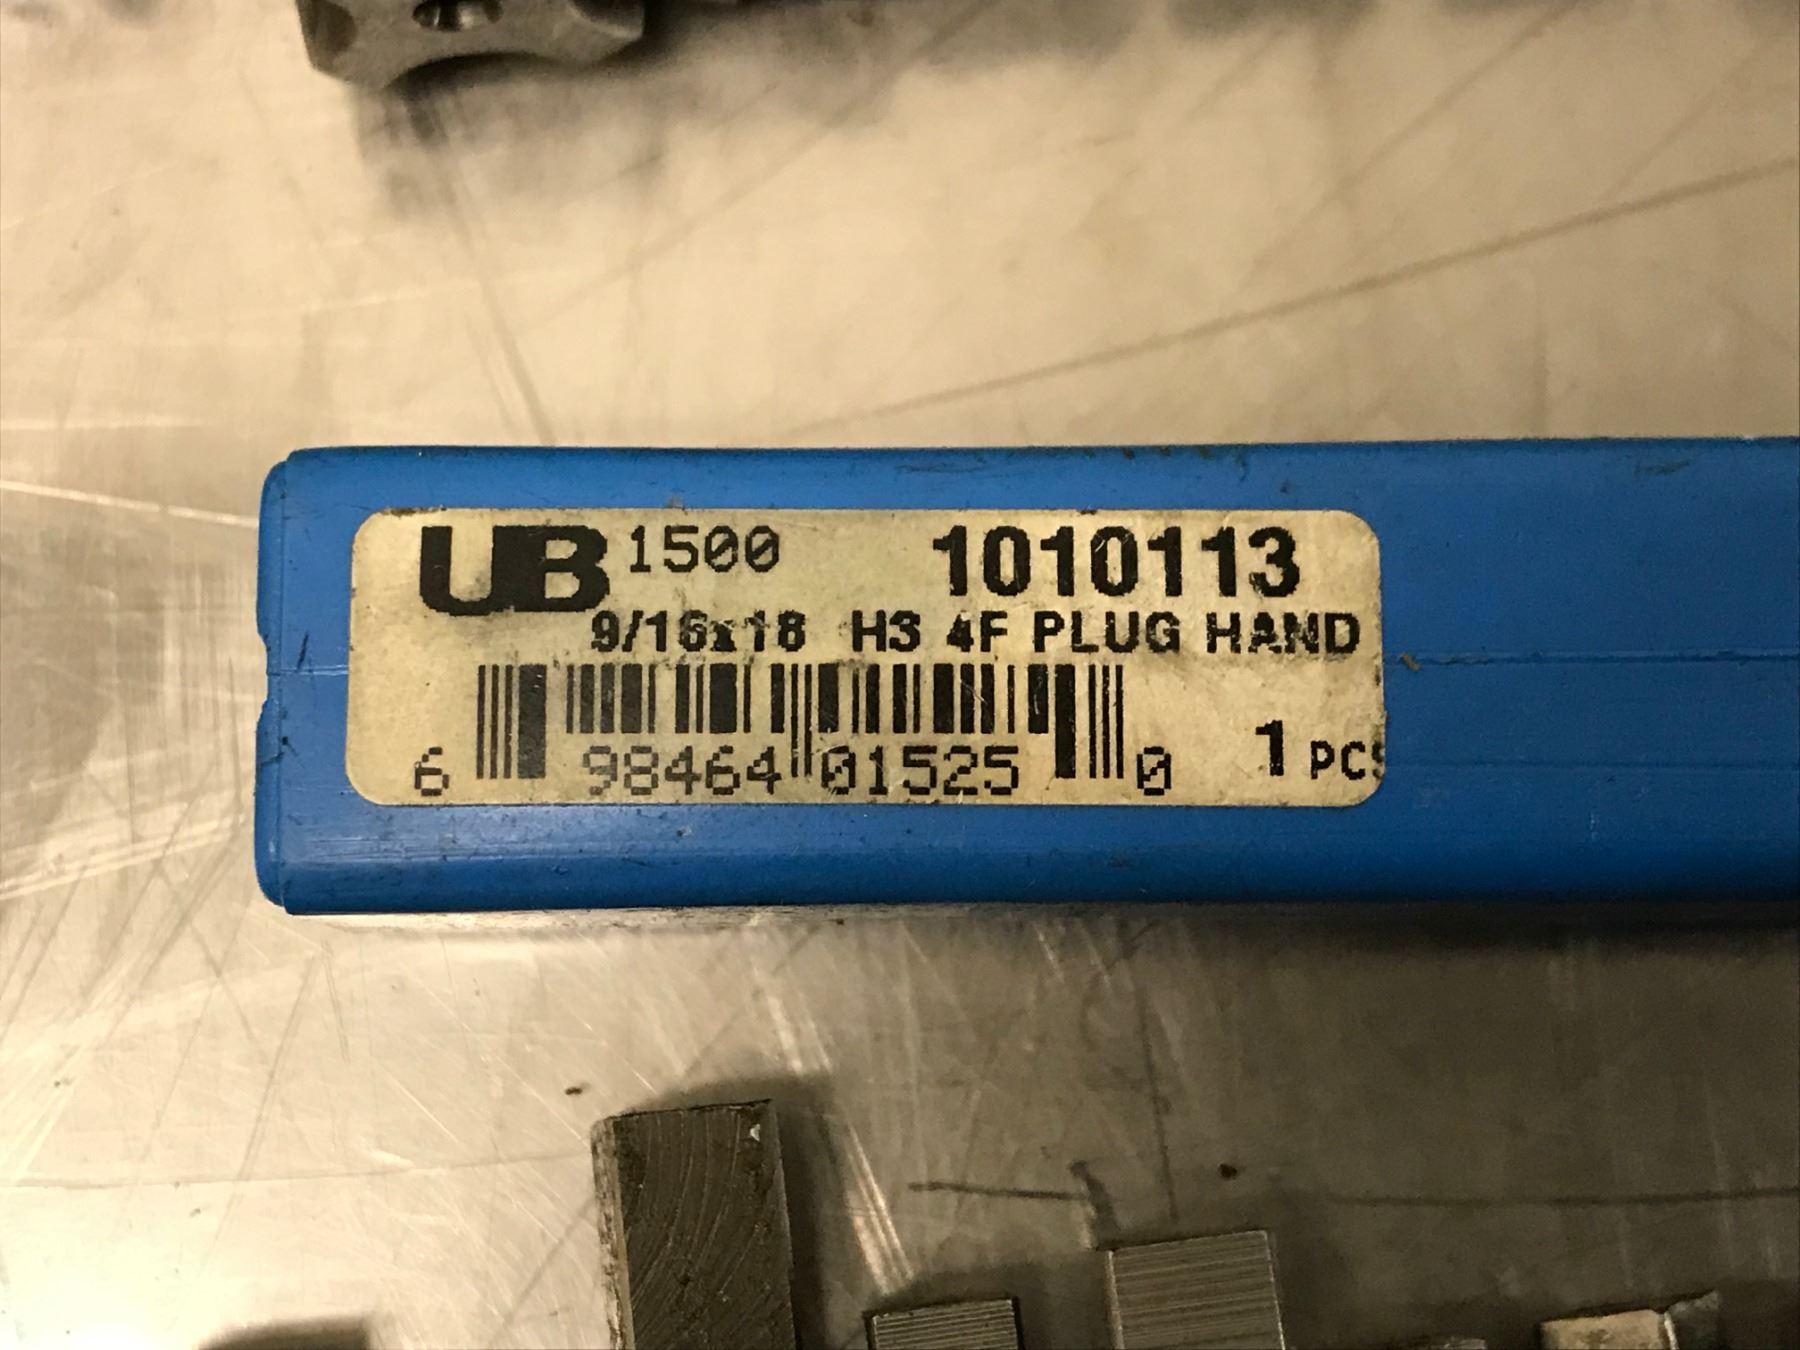 UB 1500 1010113
9/16x18 H3 4F PLUG HAND
6 98464 01525 0 1 PCS